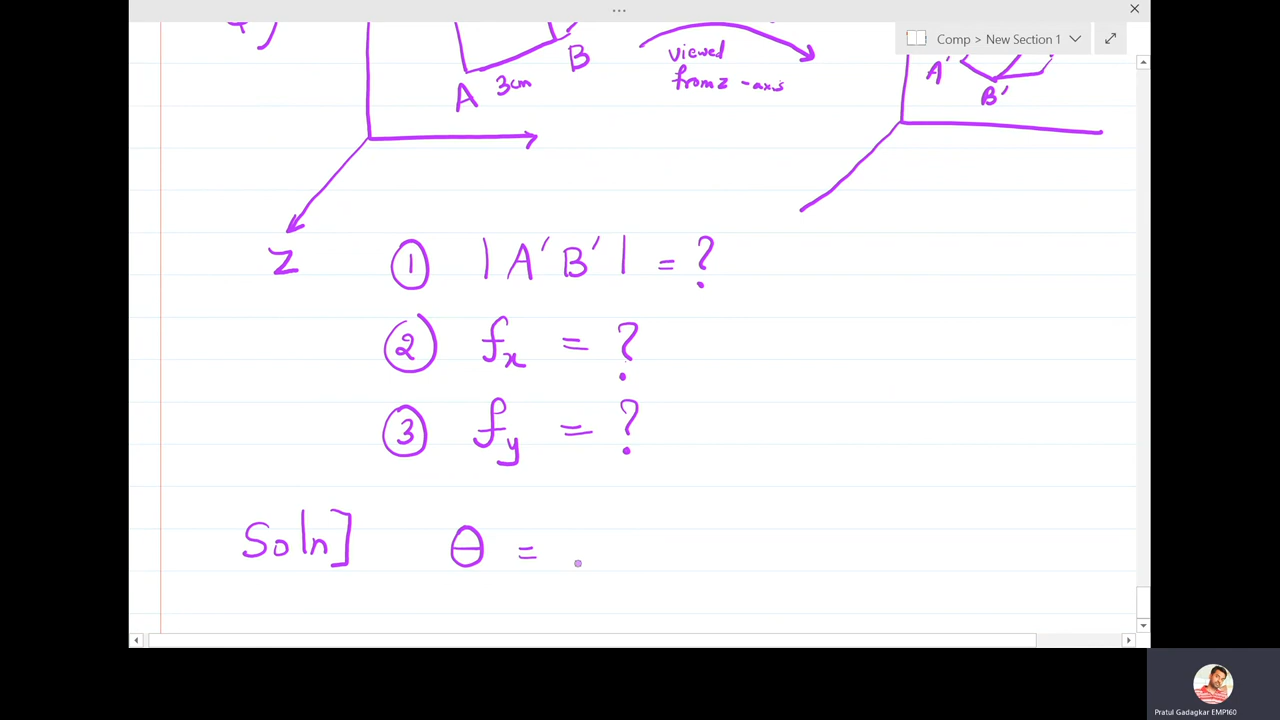 Comp > New Section 1
B
viewed
from z -axis
A 3cm
A'
B'
Z
① |A'B'| = ?
② fx = ?
③ fy = ?
Soln] θ =
Pratul Gadagkar EMP160